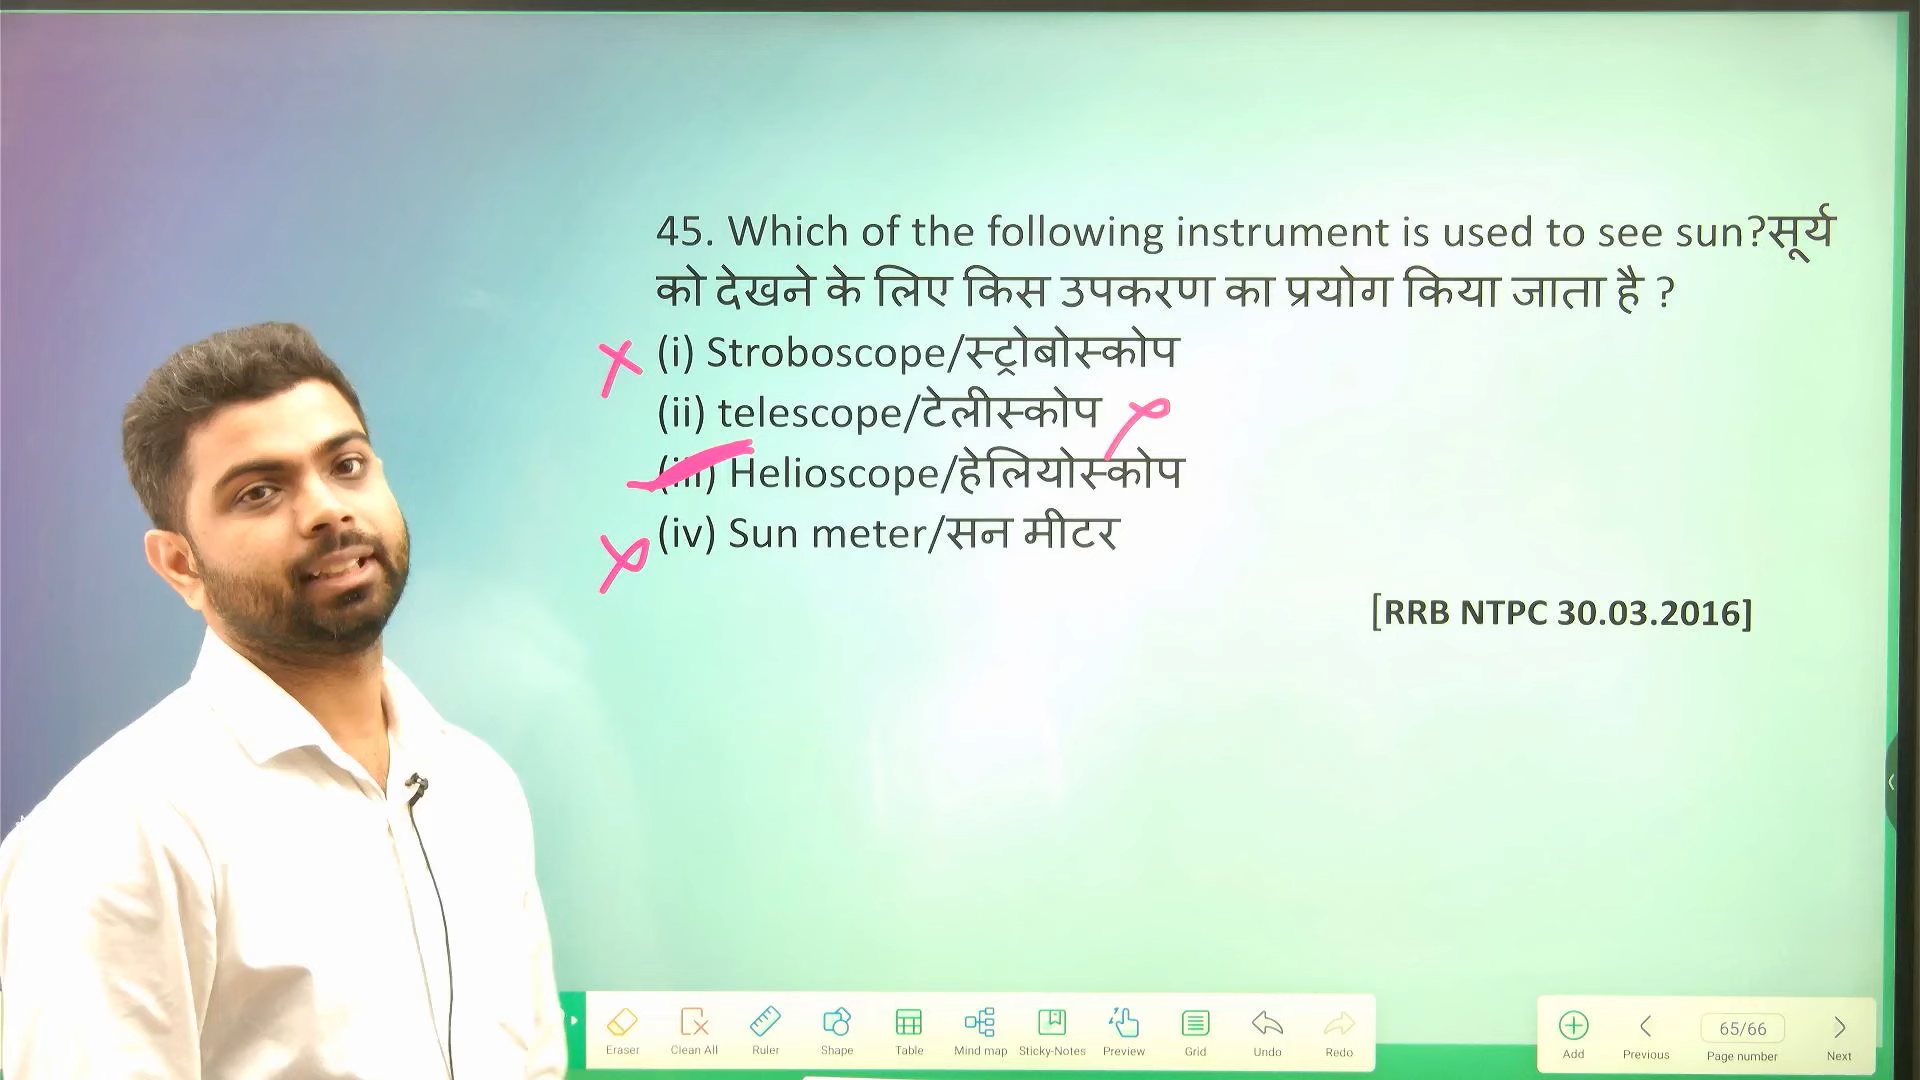 45. Which of the following instrument is used to see sun?सूर्य
को देखने के लिए किस उपकरण का प्रयोग किया जाता है ?
(i) Stroboscope/स्ट्रोबोस्कोप
(ii) telescope/टेलीस्कोप
(iii) Helioscope/हेलियोस्कोप
(iv) Sun meter/सन मीटर
[RRB NTPC 30.03.2016]
Eraser Clean All Ruler Shape Table Mind map Sticky-Notes Preview Grid Undo Redo
65/66
Add Previous Page number Next